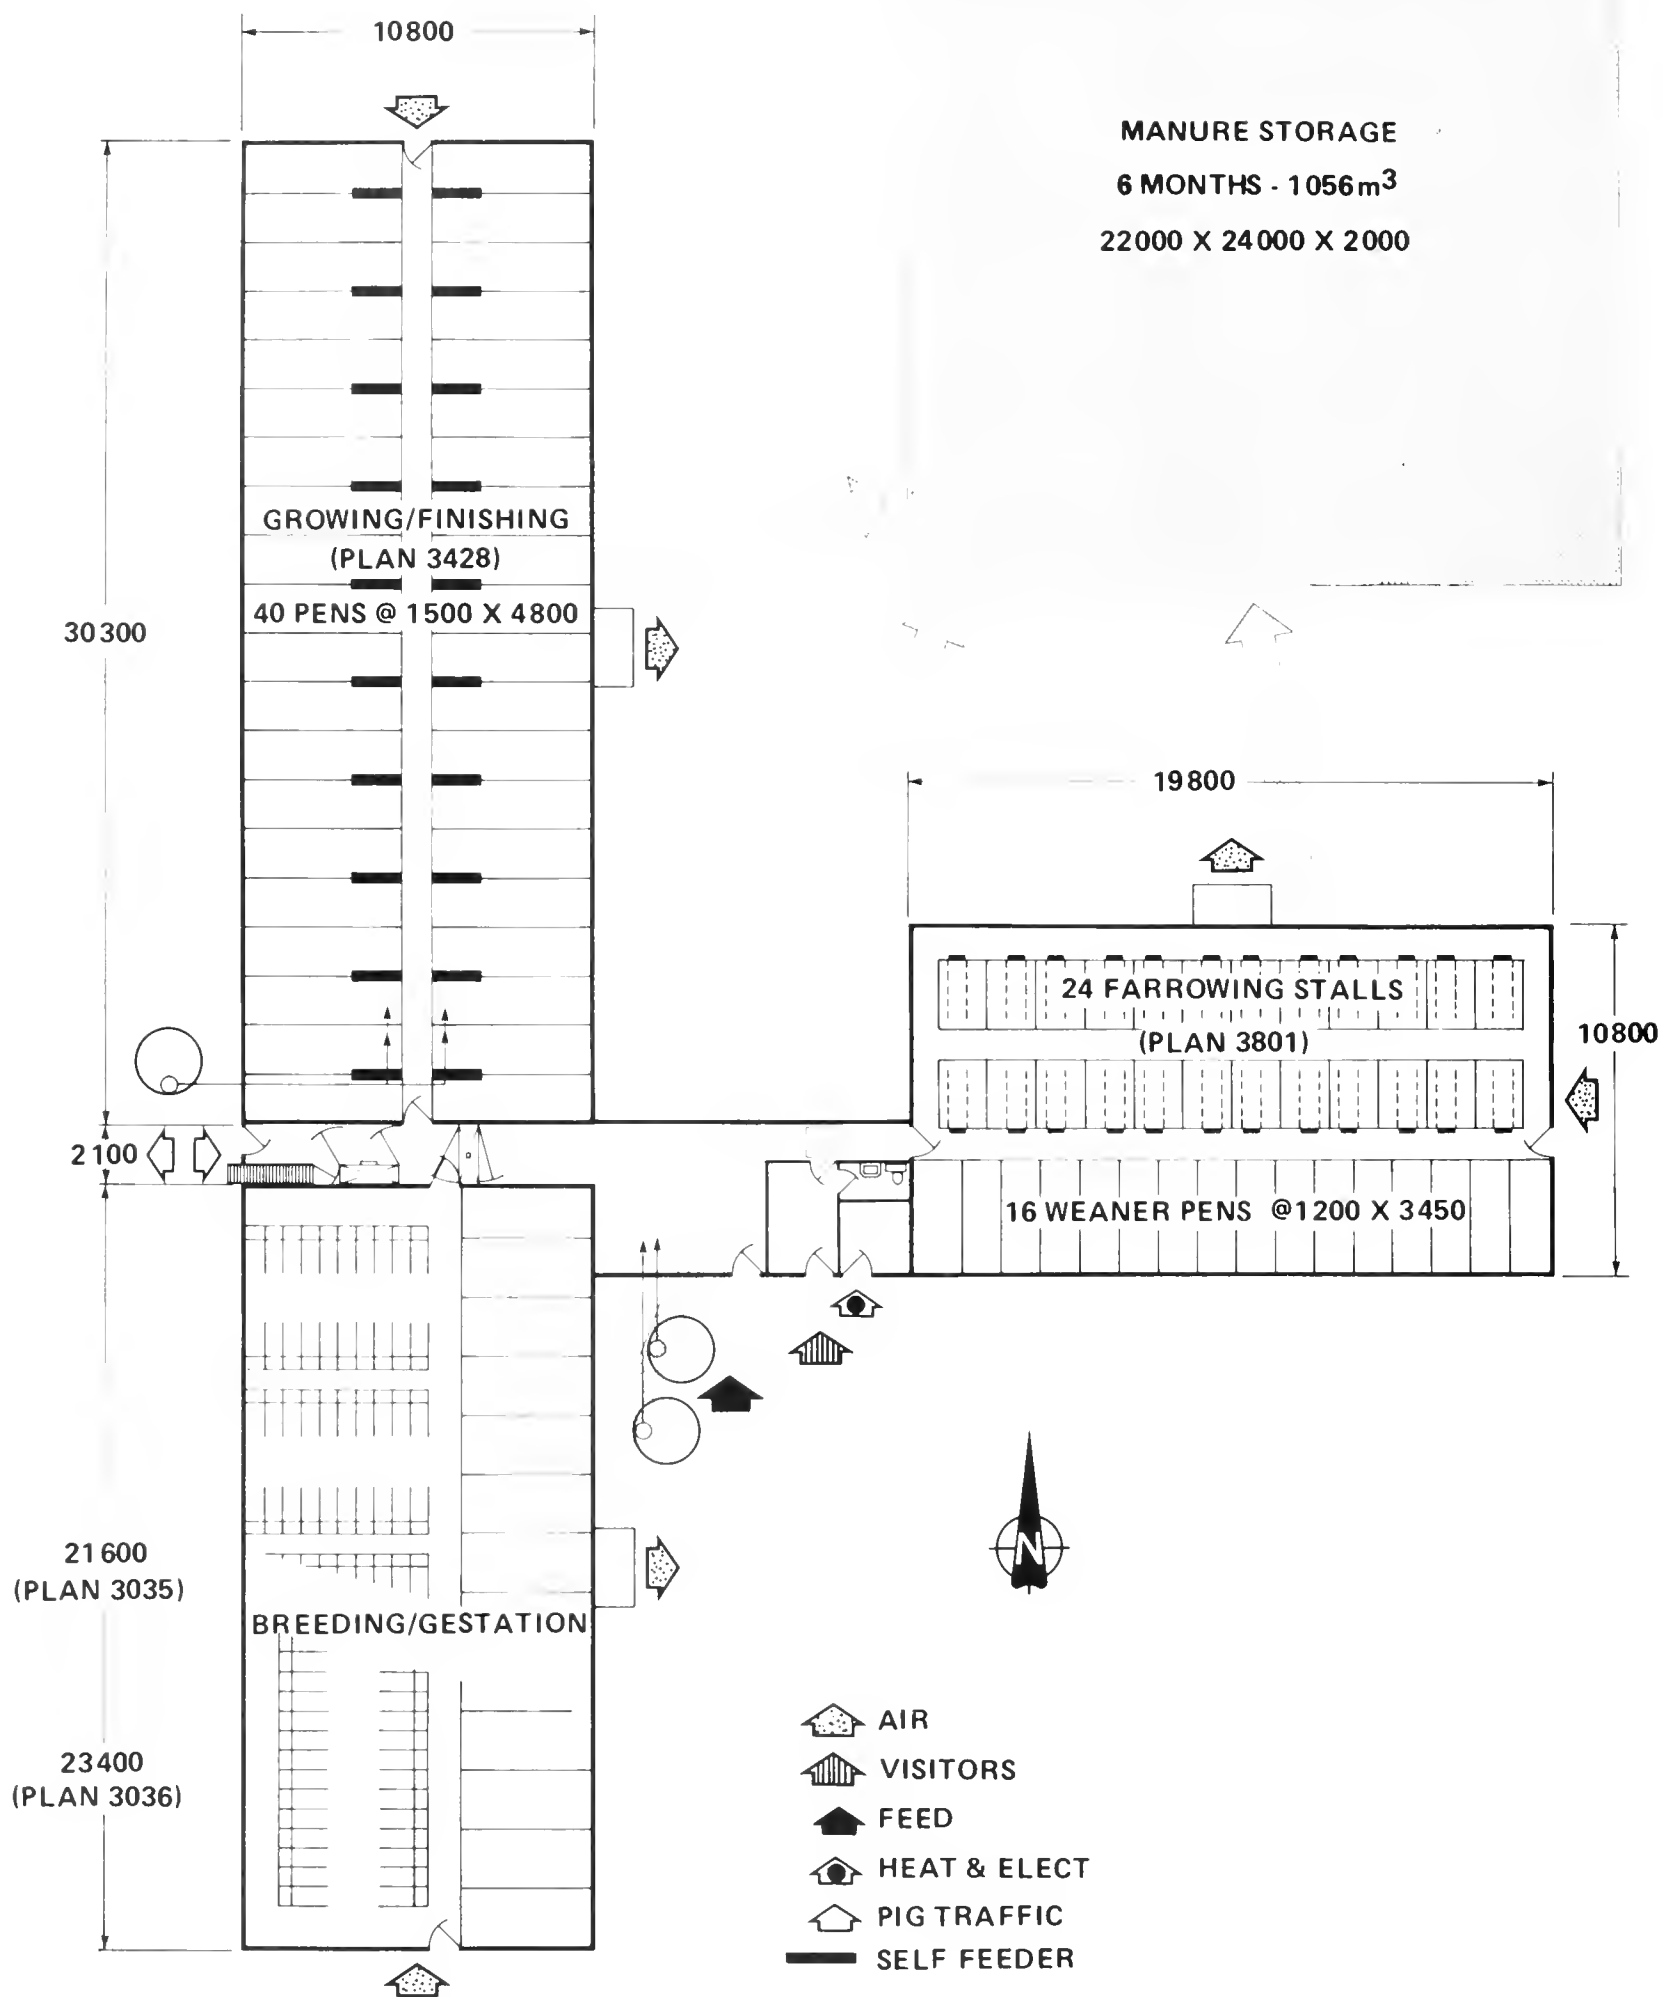 10800
MANURE STORAGE
6 MONTHS - 1056m3
22000 X 24000 X 2000
GROWING/FINISHING
(PLAN 3428)
40 PENS @ 1500 X 4800
30300
19800
24 FARROWING STALLS
(PLAN 3801)
10800
2100
16 WEANER PENS @1200 X 3450
21600
(PLAN 3035)
N
BREEDING/GESTATION
23400
(PLAN 3036)
AIR
VISITORS
FEED
HEAT & ELECT
PIG TRAFFIC
SELF FEEDER